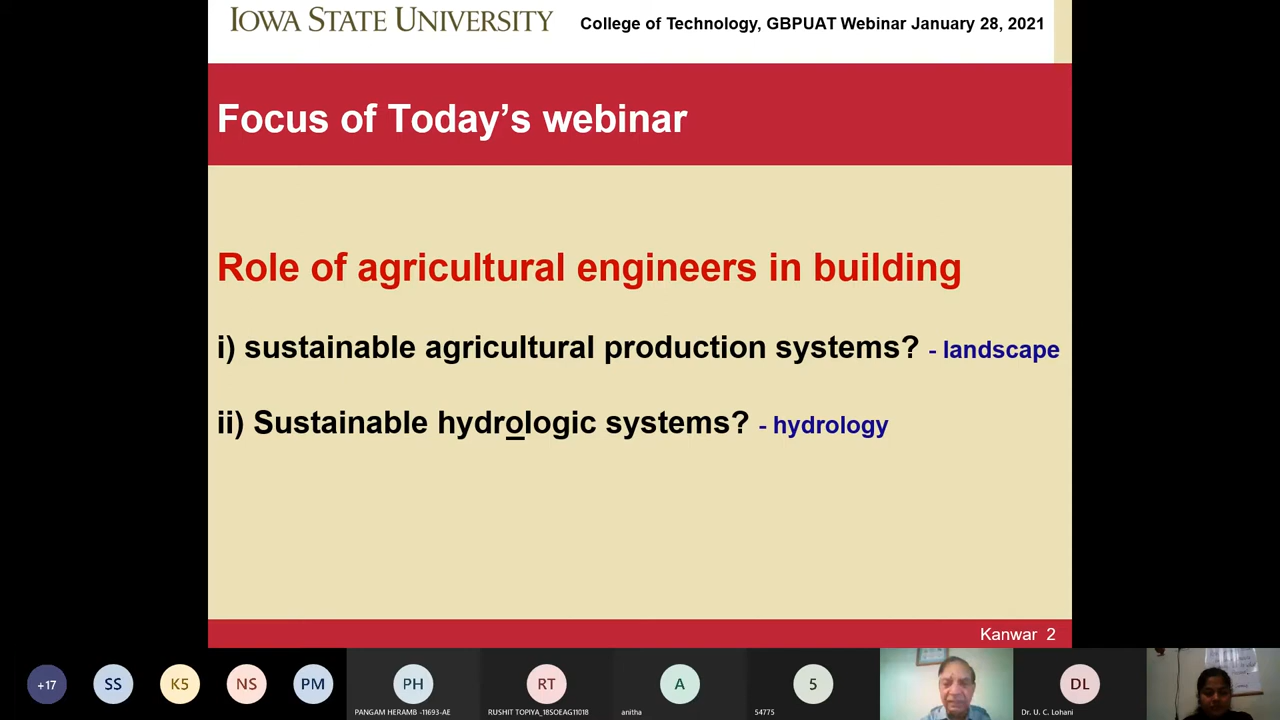 IOWA STATE UNIVERSITY
College of Technology, GBPUAT Webinar January 28, 2021
Focus of Today’s webinar
Role of agricultural engineers in building
i) sustainable agricultural production systems? - landscape
ii) Sustainable hydrologic systems? - hydrology
Kanwar 2
+17
SS
K5
NS
PM
PH
RT
A
5
DL
PANGAM HERAMB -11693-AE
RUSHIT TOPIYA_18SOEAG11018
anitha
54775
Dr. U. C. Lohani